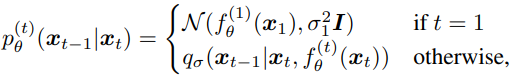 p_θ^{(t)}(x_{t−1}|x_t) = { N(f_θ^{(1)}(x_1), σ_1^2 I) if t = 1
q_σ(x_{t−1}|x_t, f_θ^{(t)}(x_t)) otherwise,